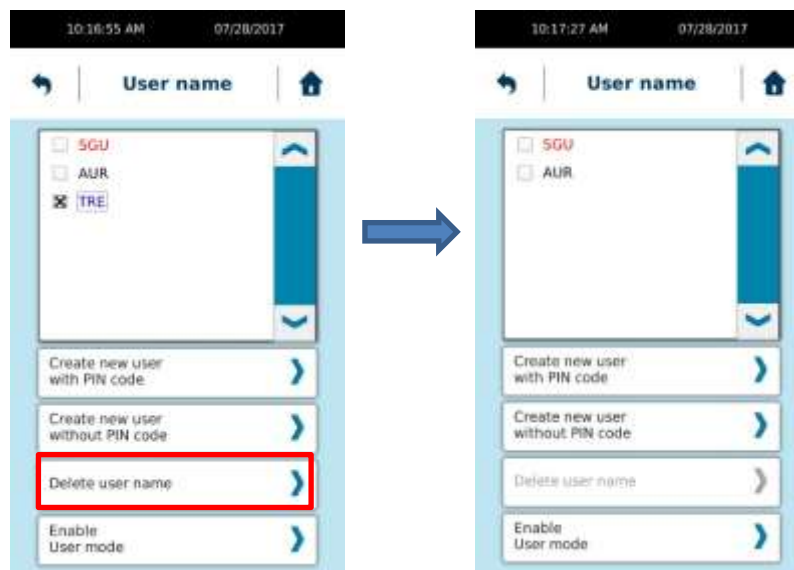 10:16:55 AM 07/28/2017
User name
SGU
AUR
TRE
Create new user
with PIN code
Create new user
without PIN code
Delete user name
Enable
User mode
10:17:27 AM 07/28/2017
User name
SGU
AUR
Create new user
with PIN code
Create new user
without PIN code
Delete user name
Enable
User mode